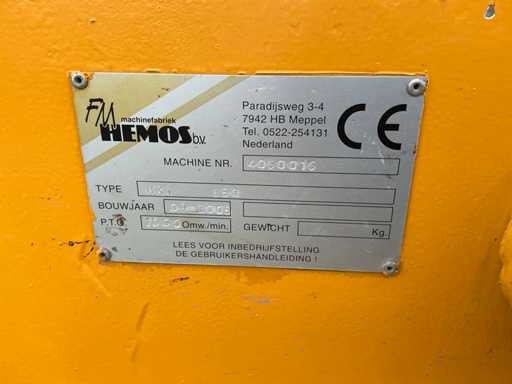 FM machinefabriek
HEMOS b.v.
Paradijsweg 3-4
7942 HB Meppel
Tel. 0522-254131
Nederland
CE
MACHINE NR. 4060016
TYPE
BOUWJAAR
P.T.O. Omw./min. GEWICHT Kg.
LEES VOOR INBEDRIJFSTELLING
DE GEBRUIKERSHANDLEIDING !